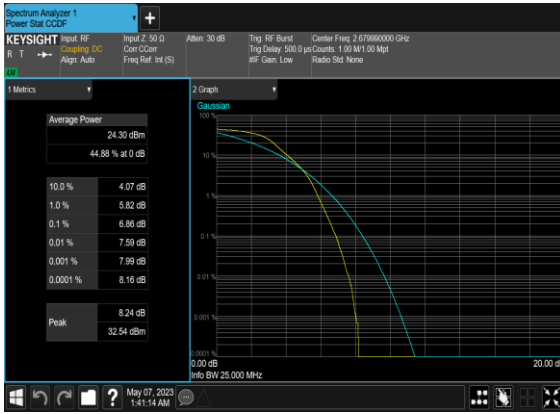 Spectrum Analyzer 1
Power Stat CCDF
+
KEYSIGHT
R T
LV
Input: RF
Coupling: DC
Align: Auto
Input Z: 50 Ω
Corr CCorr
Freq Ref: Int (S)
Atten: 30 dB
Trig: RF Burst
Trig Delay: 500.0 µs
#IF Gain: Low
Center Freq: 2.679990000 GHz
Counts: 1.00 M/1.00 Mpt
Radio Std: None
1 Metrics
Average Power
24.30 dBm
44.88 % at 0 dB
10.0 % 4.07 dB
1.0 % 5.82 dB
0.1 % 6.86 dB
0.01 % 7.59 dB
0.001 % 7.99 dB
0.0001 % 8.16 dB
Peak
8.24 dB
32.54 dBm
2 Graph
Gaussian
100 %
10 %
1 %
0.1 %
0.01 %
0.001 %
0.0001 %
0.00 dB
20.00 d
Info BW 25.000 MHz
?
May 07, 2023
1:41:14 AM